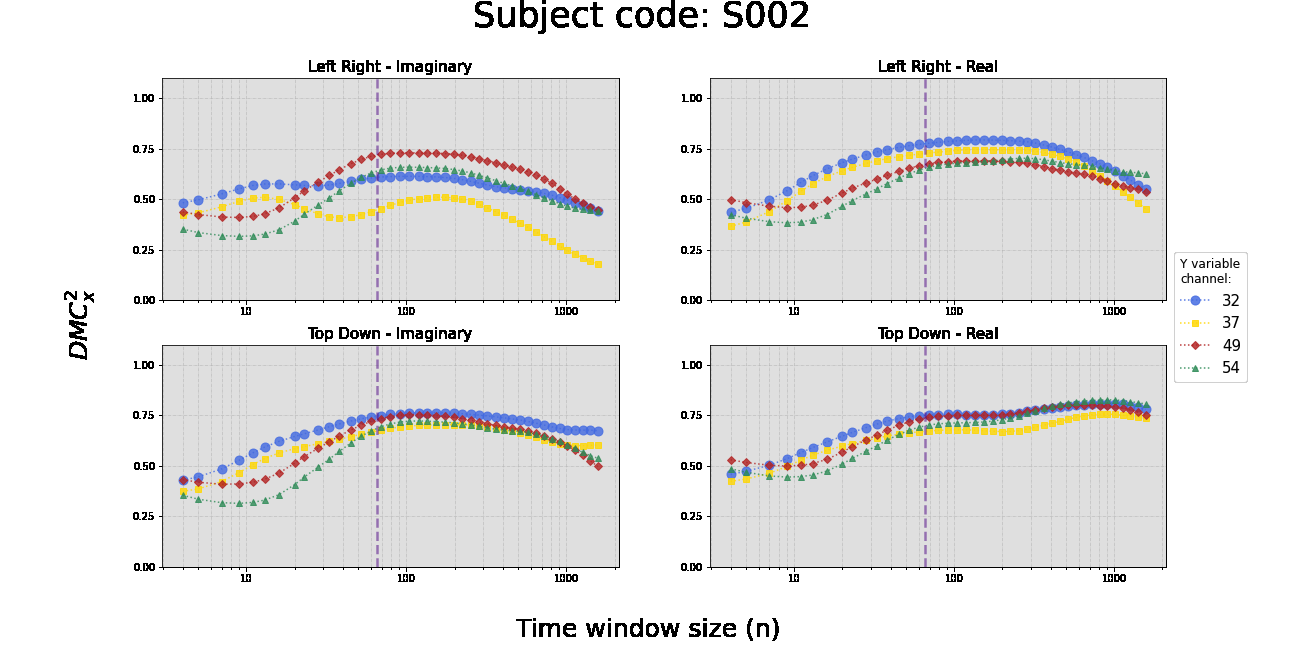 Subject code: S002
Left Right - Imaginary
1.00
0.75
0.50
0.25
0.00
10 100 1000
Left Right - Real
1.00
0.75
0.50
0.25
0.00
10 100 1000
Top Down - Imaginary
1.00
0.75
0.50
0.25
0.00
10 100 1000
Top Down - Real
1.00
0.75
0.50
0.25
0.00
10 100 1000
DMC²ₓ
Y variable
channel:
32
37
49
54
Time window size (n)